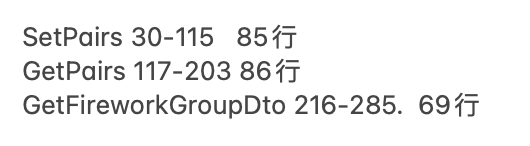 SetPairs 30-115   85行
GetPairs 117-203 86行
GetFireworkGroupDto 216-285.  69行